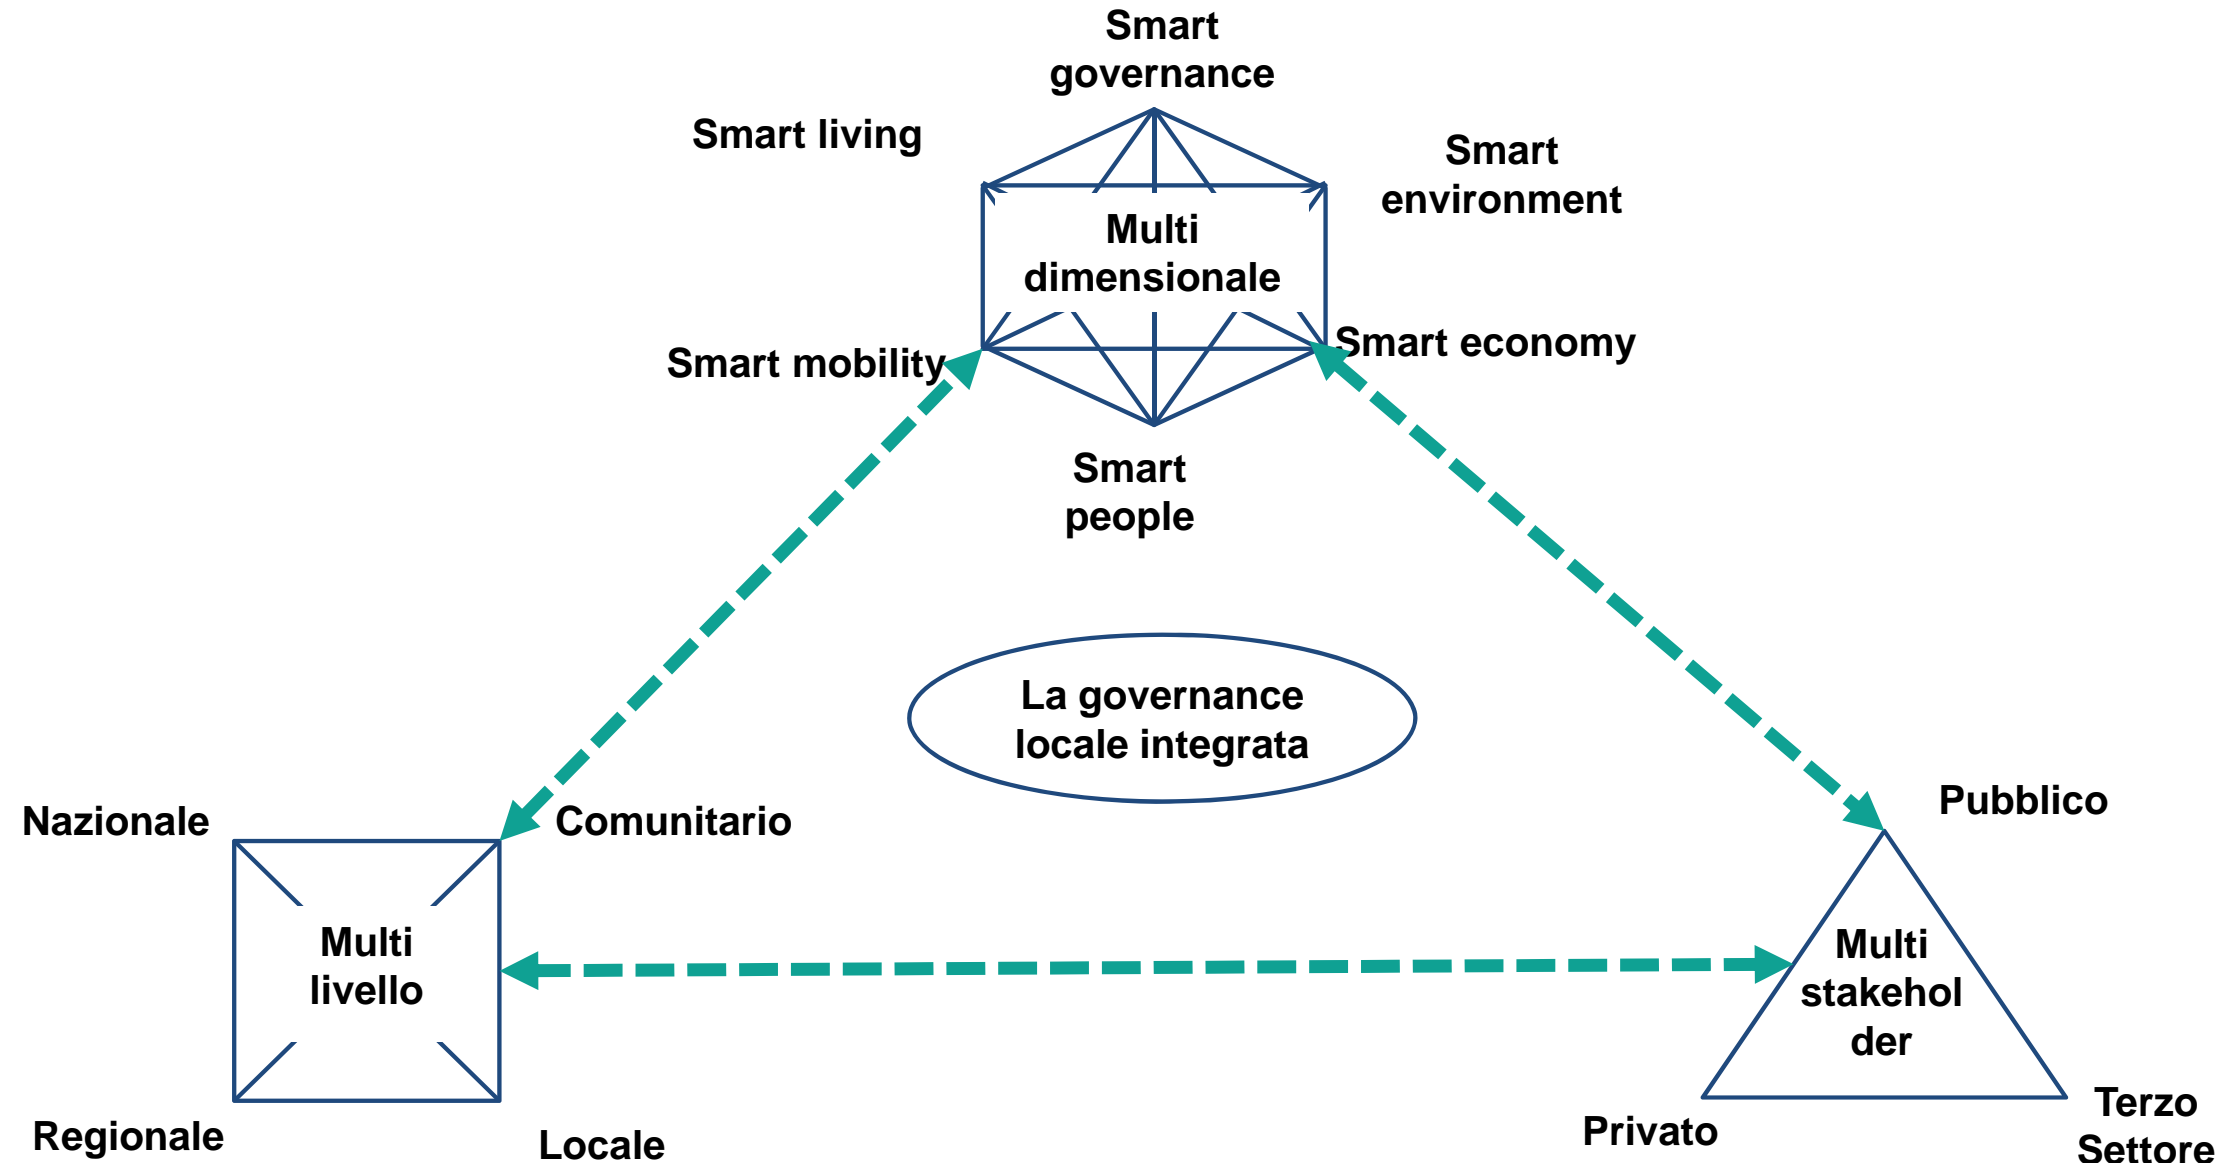 Smart
governance
Smart living
Smart
environment
Multi
dimensionale
Smart mobility
Smart economy
Smart
people
La governance
locale integrata
Nazionale
Comunitario
Multi
livello
Regionale
Locale
Pubblico
Multi
stakehol
der
Privato
Terzo
Settore